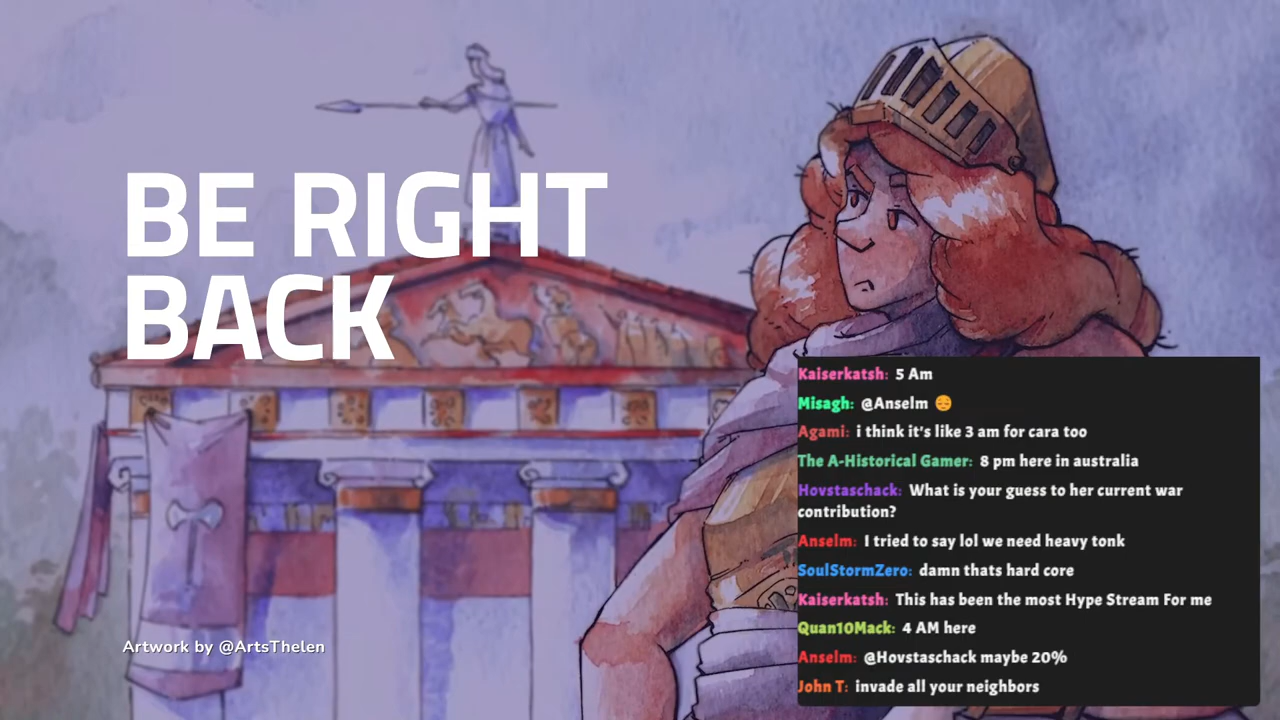 BE RIGHT
BACK
Artwork by @ArtsThelen
Kaiserkatsh: 5 Am
Misagh: @Anselm 😔
Agami: i think it's like 3 am for cara too
The A-Historical Gamer: 8 pm here in australia
Hovstaschack: What is your guess to her current war
contribution?
Anselm: I tried to say lol we need heavy tonk
SoulStormZero: damn thats hard core
Kaiserkatsh: This has been the most Hype Stream For me
Quan10Mack: 4 AM here
Anselm: @Hovstaschack maybe 20%
John T: invade all your neighbors